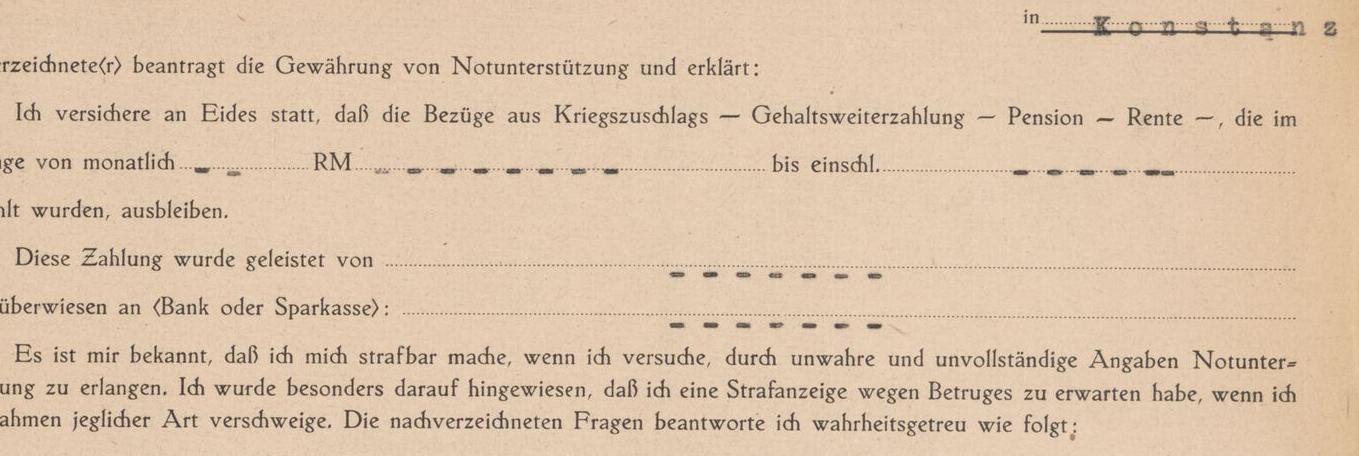 in Konstanz
rzeichnete(r) beantragt die Gewährung von Notunterstützung und erklärt:
Ich versichere an Eides statt, daß die Bezüge aus Kriegszuschlags — Gehaltsweiterzahlung — Pension — Rente —, die im
ge von monatlich - - RM - - - - - - - - bis einschl. - - - - - -
lt wurden, ausbleiben.
Diese Zahlung wurde geleistet von - - - - - - -
überwiesen an (Bank oder Sparkasse): - - - - - - -
Es ist mir bekannt, daß ich mich strafbar mache, wenn ich versuche, durch unwahre und unvollständige Angaben Notunter=
ung zu erlangen. Ich wurde besonders darauf hingewiesen, daß ich eine Strafanzeige wegen Betruges zu erwarten habe, wenn ich
ahmen jeglicher Art verschweige. Die nachverzeichneten Fragen beantworte ich wahrheitsgetreu wie folgt: